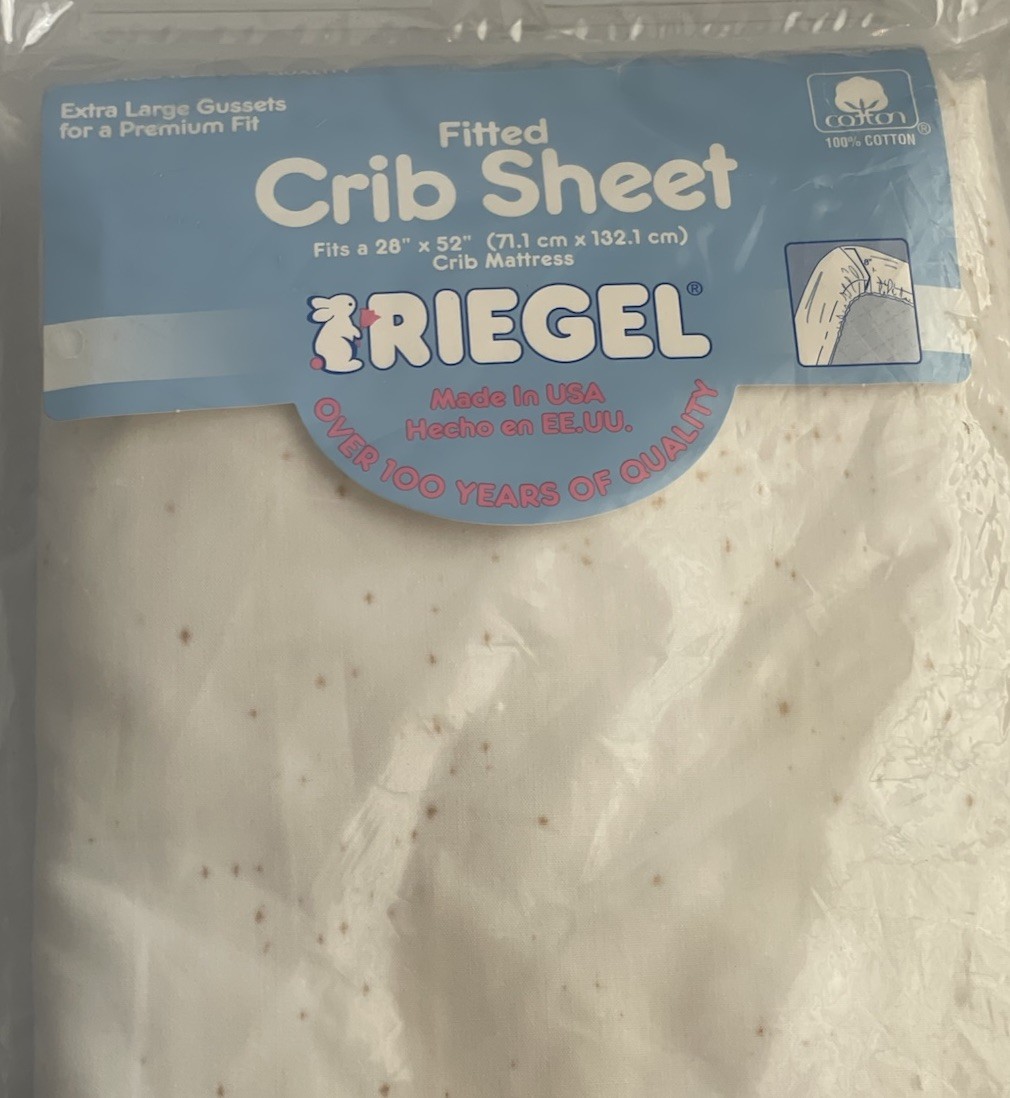 Extra Large Gussets
for a Premium Fit
Fitted
Crib Sheet
Fits a 28" x 52" (71.1 cm x 132.1 cm)
Crib Mattress
cotton®
100% COTTON
RIEGEL®
Made In USA
Hecho en EE.UU.
OVER 100 YEARS OF QUALITY